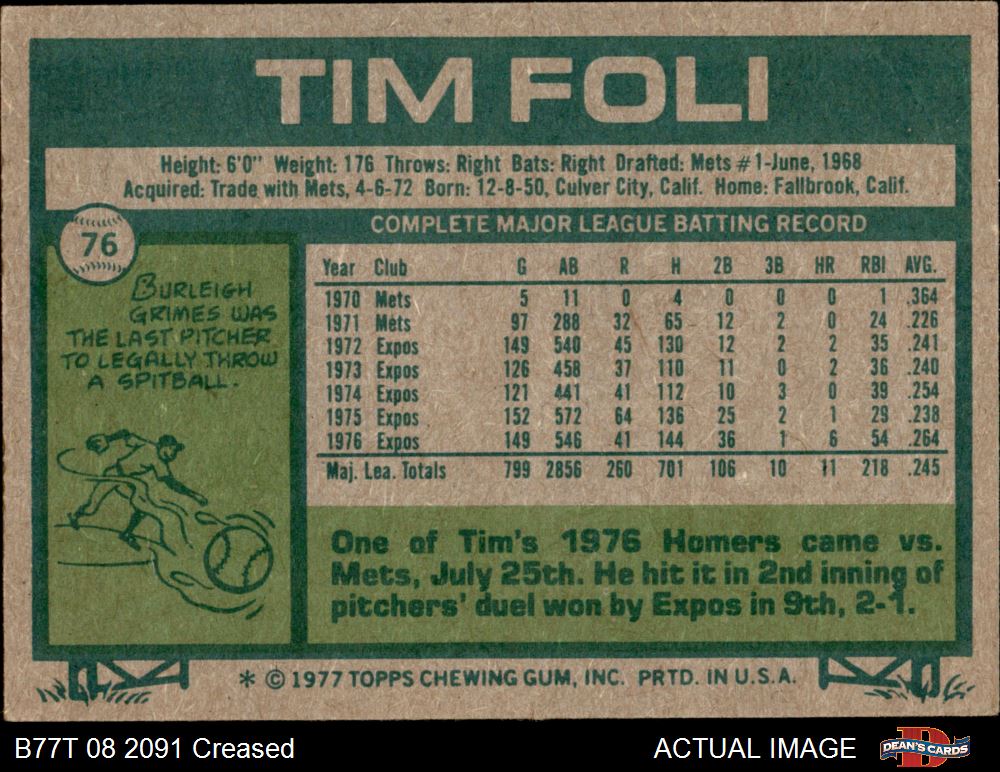 TIM FOLI
Height: 6'0" Weight: 176 Throws: Right Bats: Right Drafted: Mets #1-June, 1968
Acquired: Trade with Mets, 4-6-72 Born: 12-8-50, Culver City, Calif. Home: Fallbrook, Calif.
76
COMPLETE MAJOR LEAGUE BATTING RECORD
BURLEIGH
GRIMES WAS
THE LAST PITCHER
TO LEGALLY THROW
A SPITBALL.
Year Club G AB R H 2B 3B HR RBI AVG.
1970 Mets 5 11 0 4 0 0 0 1 .364
1971 Mets 97 288 32 65 12 2 0 24 .226
1972 Expos 149 540 45 130 12 2 2 35 .241
1973 Expos 126 458 37 110 11 0 2 36 .240
1974 Expos 121 441 41 112 10 3 0 39 .254
1975 Expos 152 572 64 136 25 2 1 29 .238
1976 Expos 149 546 41 144 36 1 6 54 .264
Maj. Lea. Totals 799 2856 260 701 106 10 11 218 .245
One of Tim's 1976 Homers came vs.
Mets, July 25th. He hit it in 2nd inning of
pitchers' duel won by Expos in 9th, 2-1.
* © 1977 TOPPS CHEWING GUM, INC. PRTD. IN U.S.A.
B77T 08 2091 Creased
ACTUAL IMAGE
D
DEAN'S CARDS